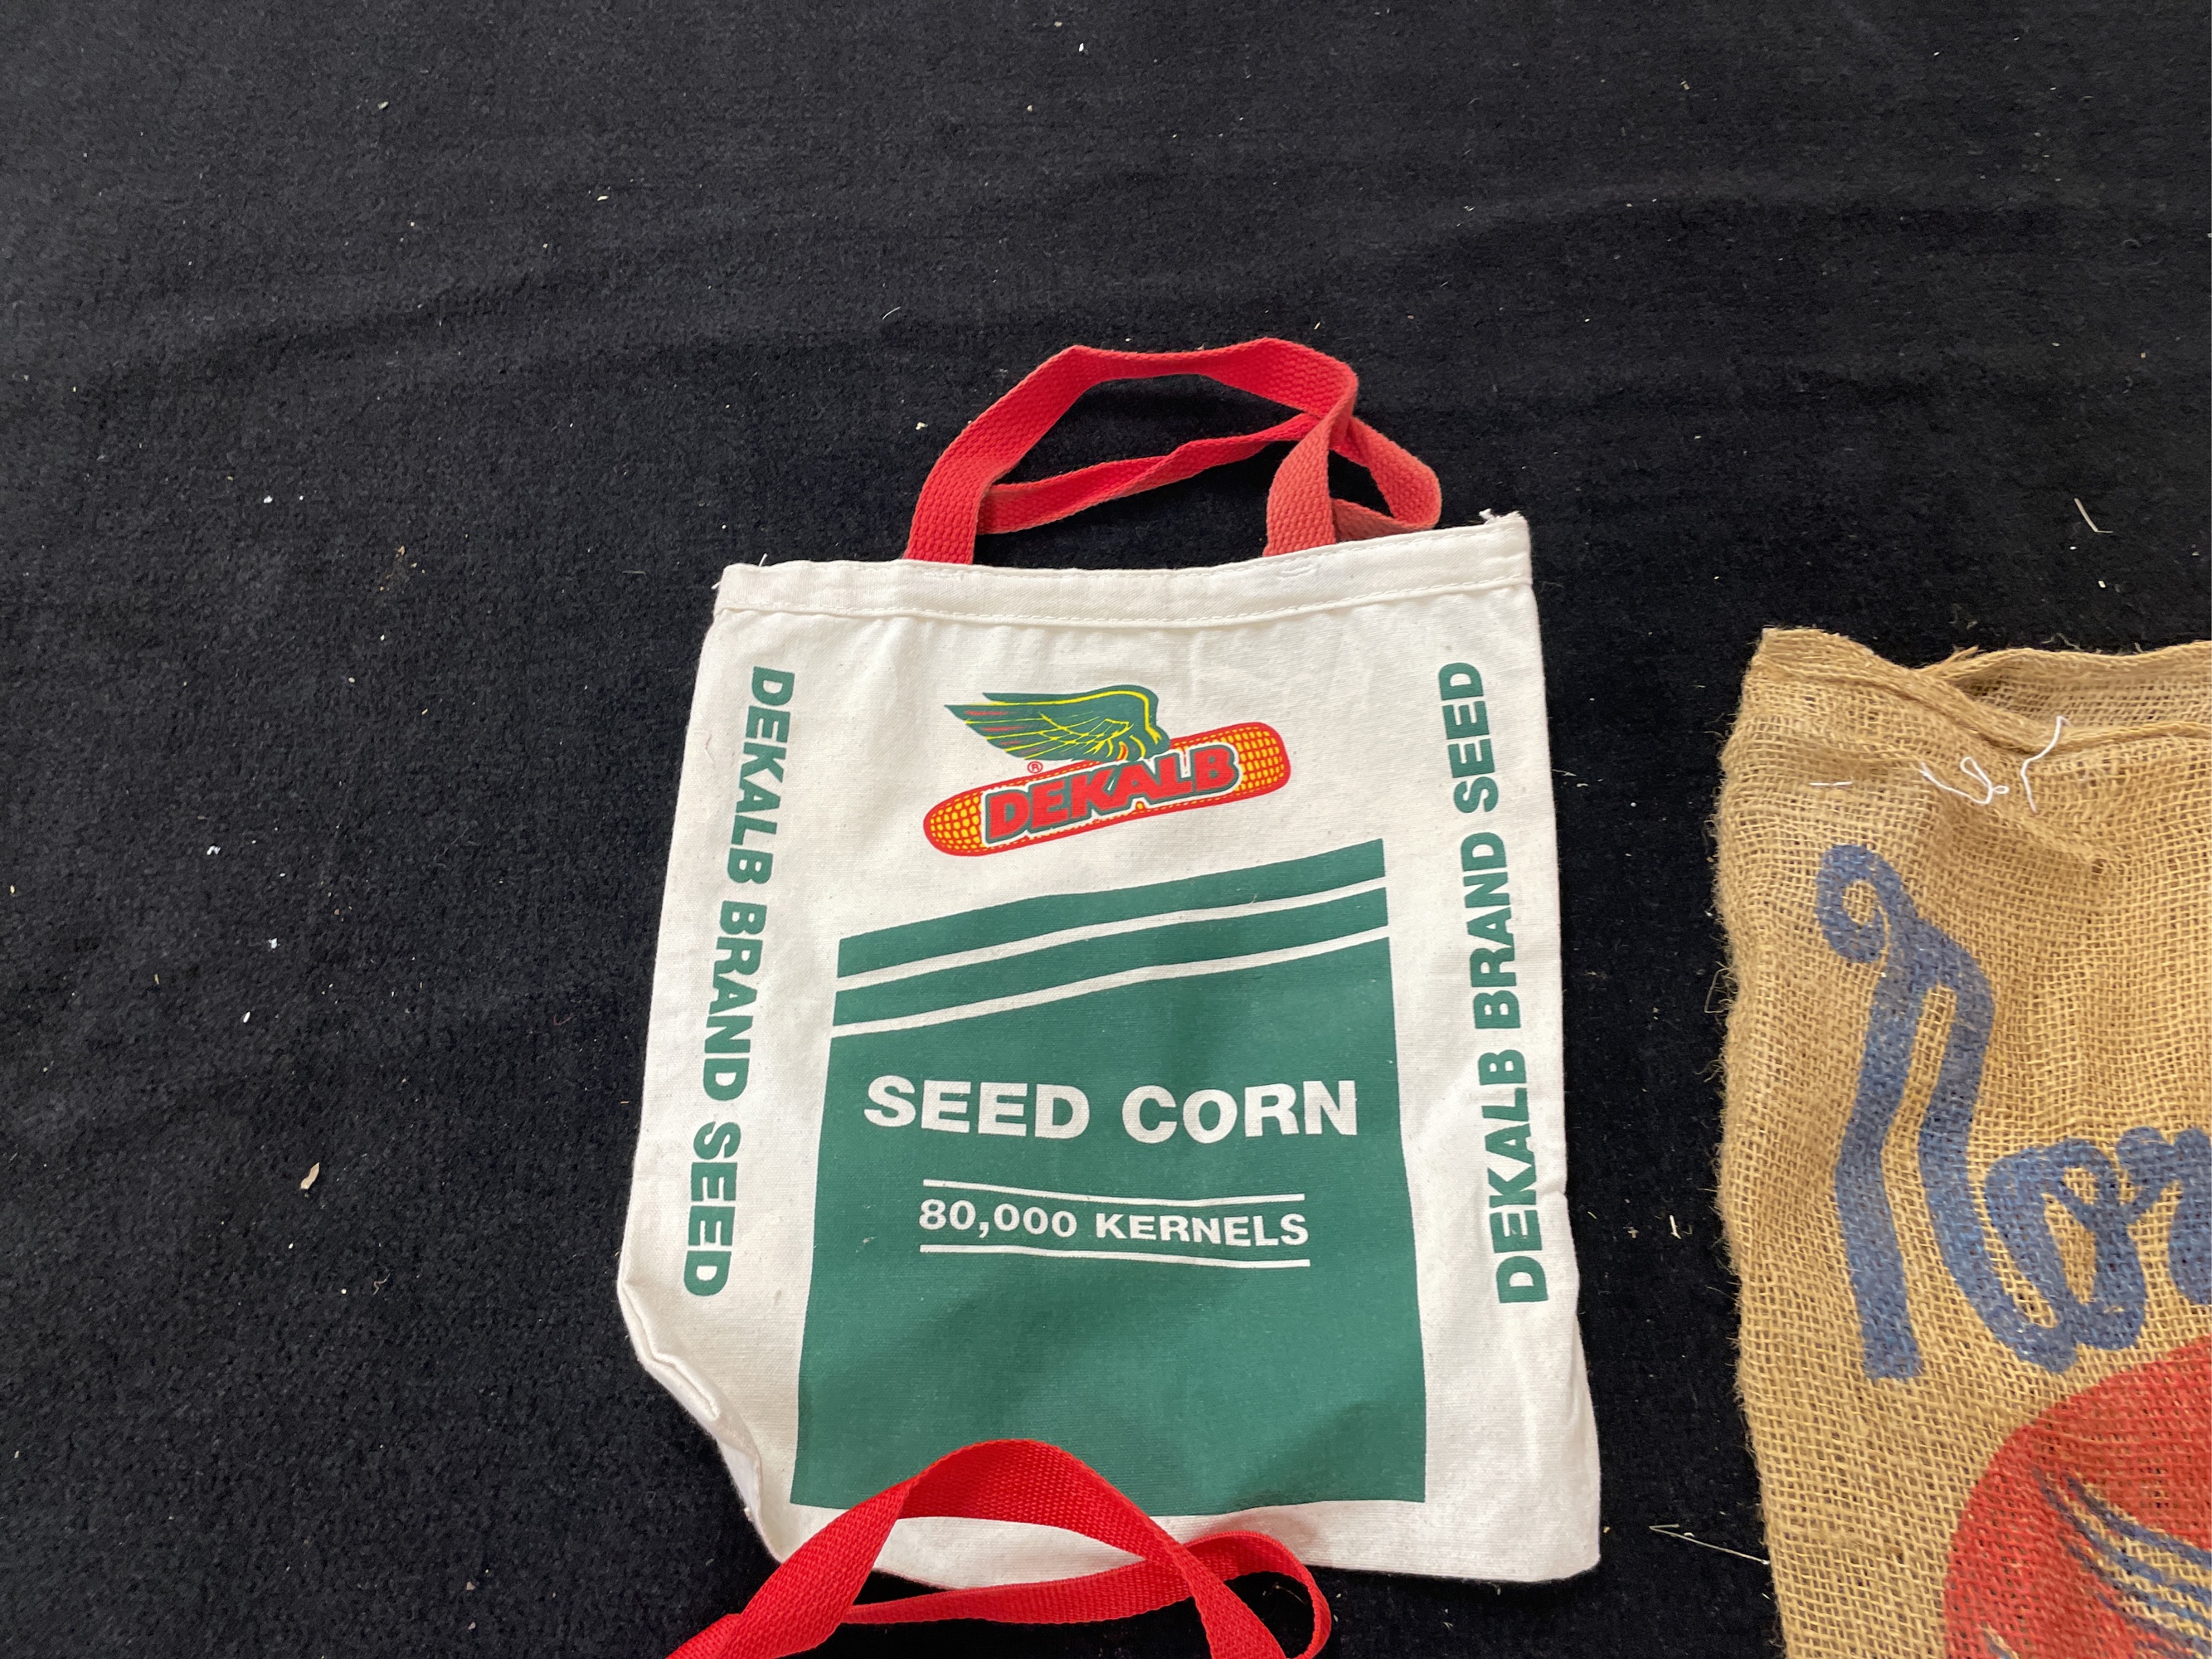 DEKALB BRAND SEED
®
DEKALB
SEED CORN
80,000 KERNELS
DEKALB BRAND SEED